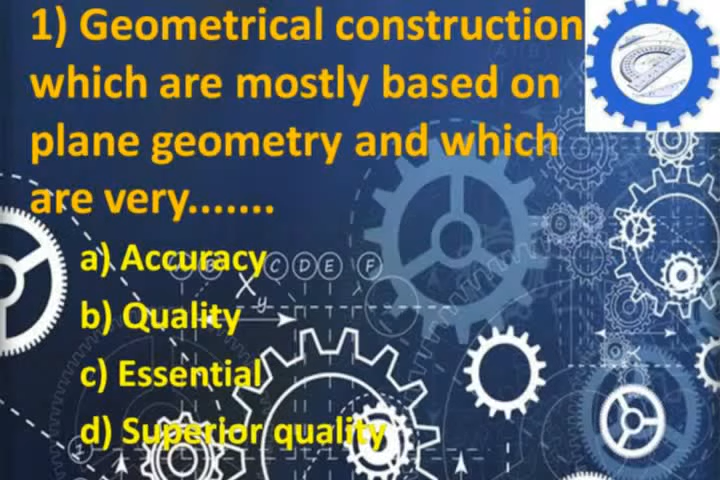 1) Geometrical construction
which are mostly based on
plane geometry and which
are very.......
a) Accuracy
b) Quality
c) Essential
d) Superior quality
C D E F
X
y